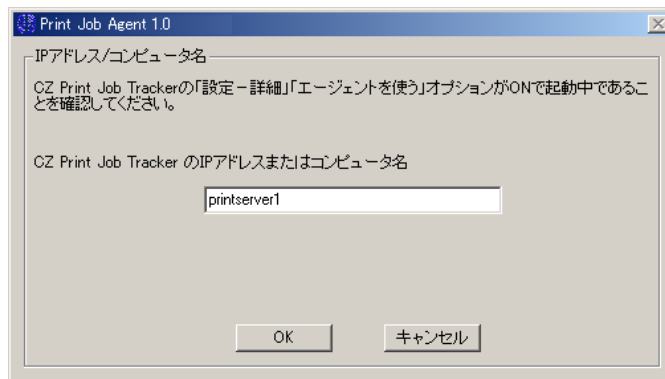 Print Job Agent 1.0
IPアドレス/コンピュータ名
CZ Print Job Trackerの「設定－詳細」「エージェントを使う」オプションがONで起動中であるこ
とを確認してください。
CZ Print Job Tracker のIPアドレスまたはコンピュータ名
printserver1
OK
キャンセル